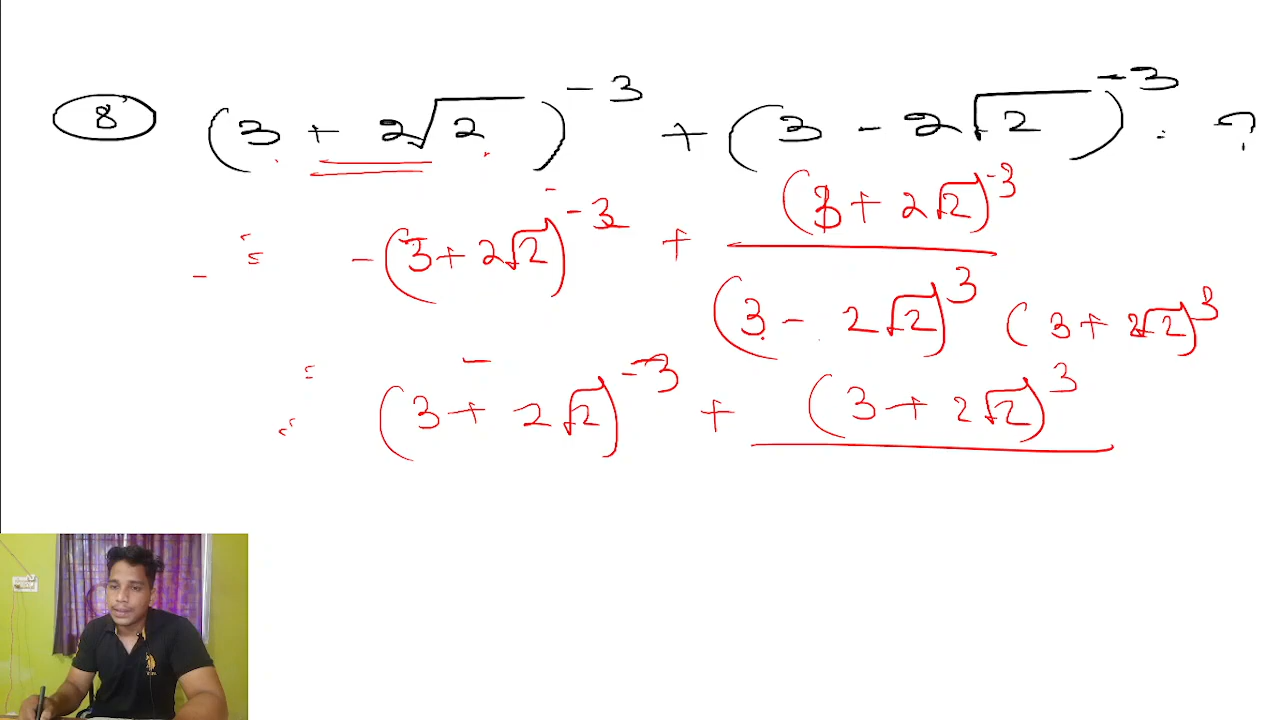 8 (3 + 2√2)^-3 + (3 - 2√2)^-3 . ?
= -(3 + 2√2)^-3 + (3 + 2√2)^-3 / (3 - 2√2)^3 (3 + 2√2)^3
= (3 + 2√2)^-3 + (3 + 2√2)^3